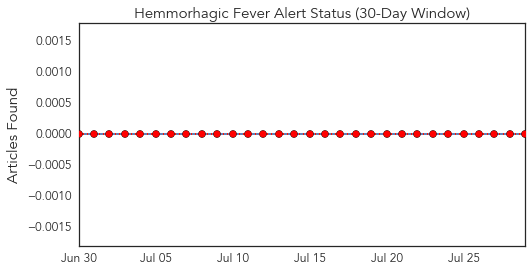 Hemmorhagic Fever Alert Status (30-Day Window)
Articles Found
0.0015
0.0010
0.0005
0.0000
−0.0005
−0.0010
−0.0015
Jun 30 Jul 05 Jul 10 Jul 15 Jul 20 Jul 25